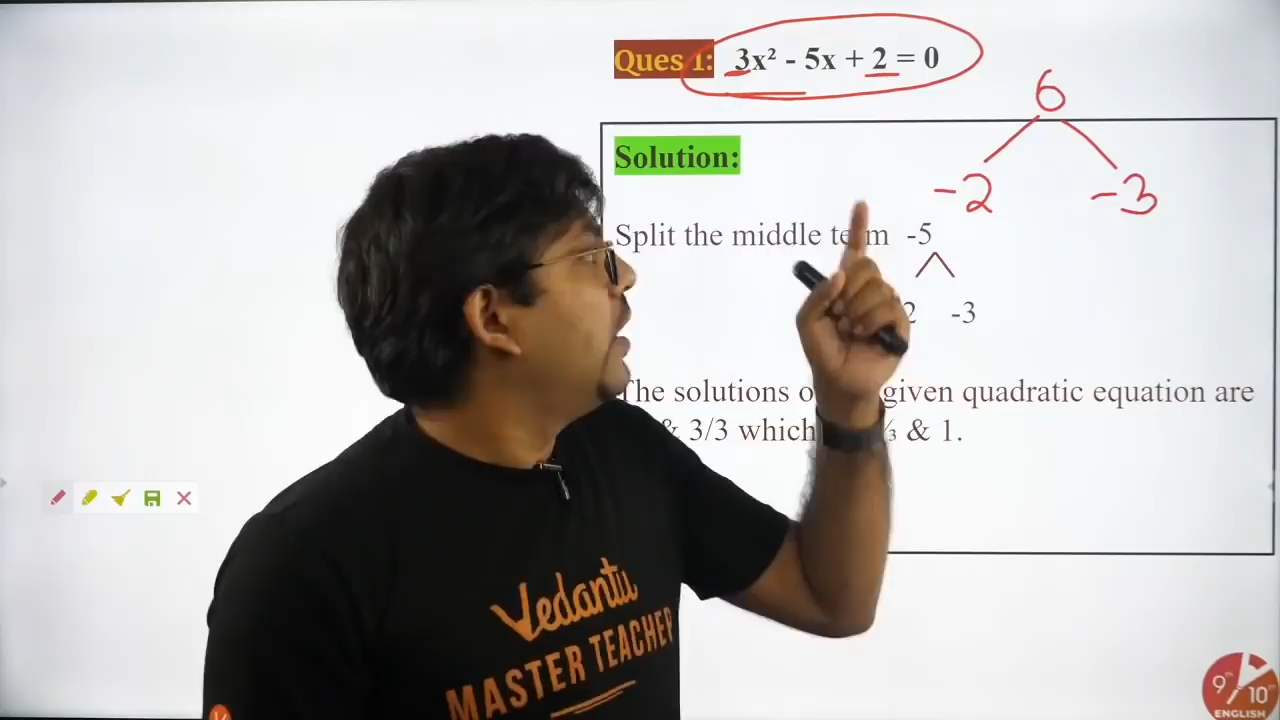 Ques 1: 3x² - 5x + 2 = 0
6
Solution:
-2 -3
Split the middle term -5
2 -3
The solutions given quadratic equation are
& 3/3 which & 1.
Vedantu
MASTER TEACHER
9th 10th
ENGLISH